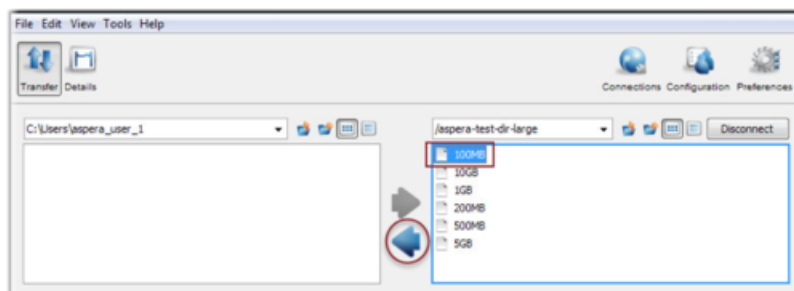 File Edit View Tools Help
Transfer Details
Connections Configuration Preferences
C:\Users\aspera_user_1
/aspera-test-dir-large
Disconnect
100MB
10GB
1GB
200MB
500MB
5GB